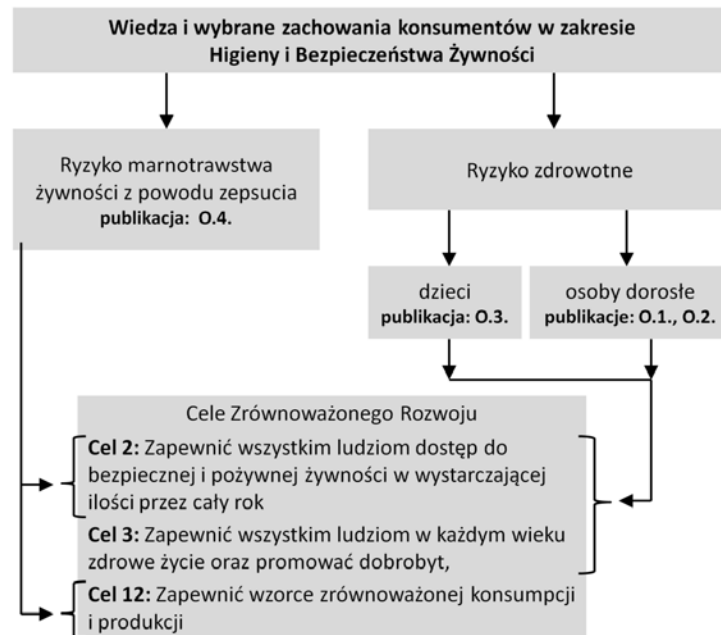 Wiedza i wybrane zachowania konsumentów w zakresie
Higieny i Bezpieczeństwa Żywności
Ryzyko marnotrawstwa
żywności z powodu zepsucia
publikacja: O.4.
Ryzyko zdrowotne
dzieci
publikacja: O.3.
osoby dorosłe
publikacje: O.1., O.2.
Cele Zrównoważonego Rozwoju
Cel 2: Zapewnić wszystkim ludziom dostęp do
bezpiecznej i pożywnej żywności w wystarczającej
ilości przez cały rok
Cel 3: Zapewnić wszystkim ludziom w każdym wieku
zdrowe życie oraz promować dobrobyt,
Cel 12: Zapewnić wzorce zrównoważonej konsumpcji
i produkcji